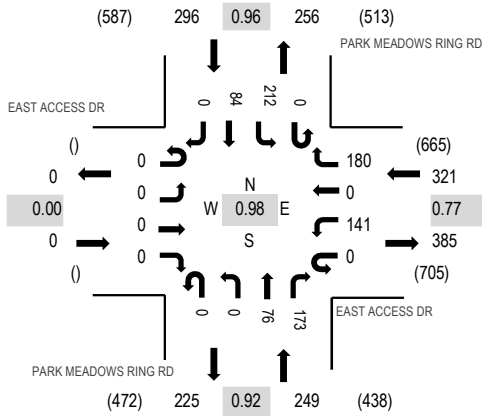 (587) 296 0.96 256 (513)
PARK MEADOWS RING RD
EAST ACCESS DR
0 84 212 0
() 0 180 (665)
0 0 0 321
N
0.00 W 0.98 E 0.77
0 141
S
0 0 0 385
() (705)
0 0 76 173
EAST ACCESS DR
PARK MEADOWS RING RD
(472) 225 0.92 249 (438)